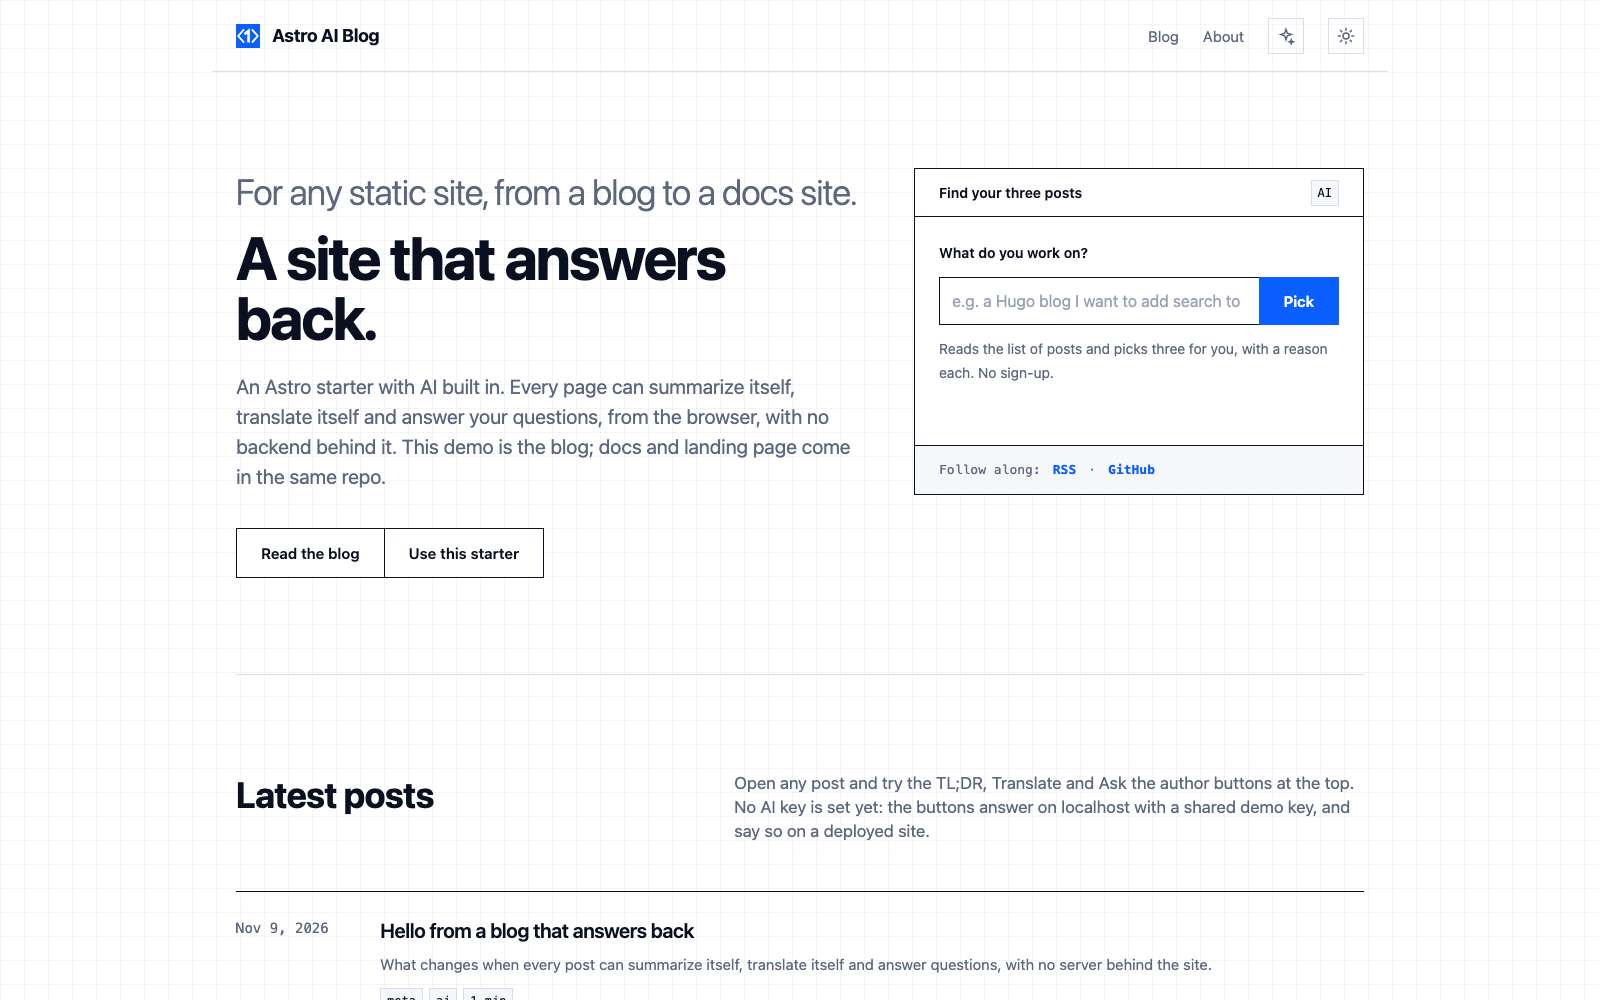 Astro AI Blog
Blog
About
For any static site, from a blog to a docs site.
A site that answers
back.
An Astro starter with AI built in. Every page can summarize itself,
translate itself and answer your questions, from the browser, with no
backend behind it. This demo is the blog; docs and landing page come
in the same repo.
Read the blog
Use this starter
Find your three posts
AI
What do you work on?
e.g. a Hugo blog I want to add search to
Pick
Reads the list of posts and picks three for you, with a reason
each. No sign-up.
Follow along: RSS · GitHub
Latest posts
Open any post and try the TL;DR, Translate and Ask the author buttons at the top.
No AI key is set yet: the buttons answer on localhost with a shared demo key, and
say so on a deployed site.
Nov 9, 2026
Hello from a blog that answers back
What changes when every post can summarize itself, translate itself and answer questions, with no server behind the site.
meta
ai
1 min